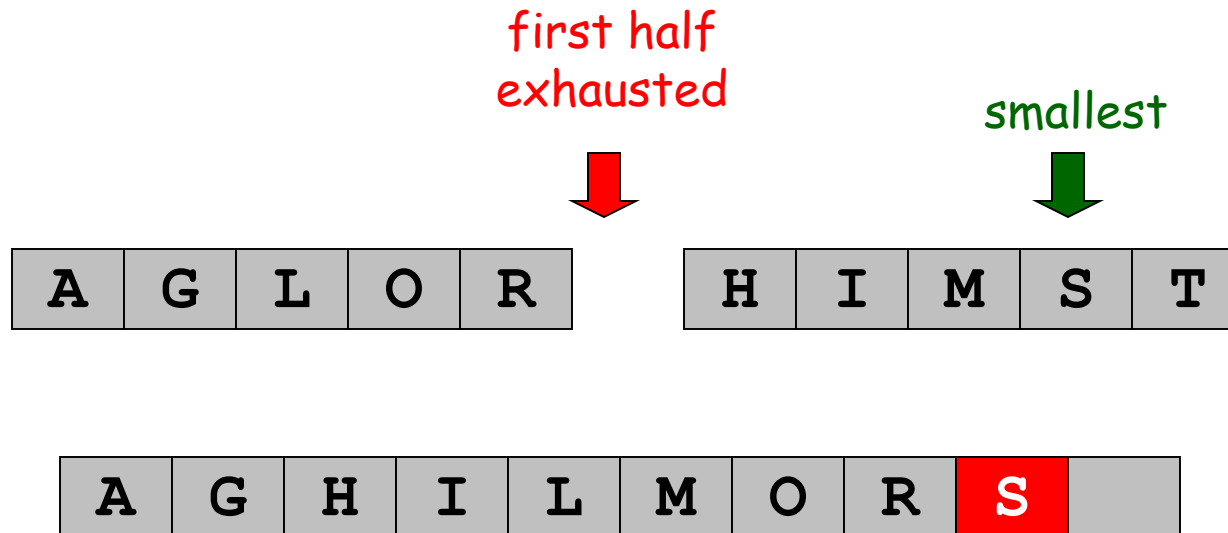 first half
exhausted
smallest
A G L O R H I M S T
A G H I L M O R S